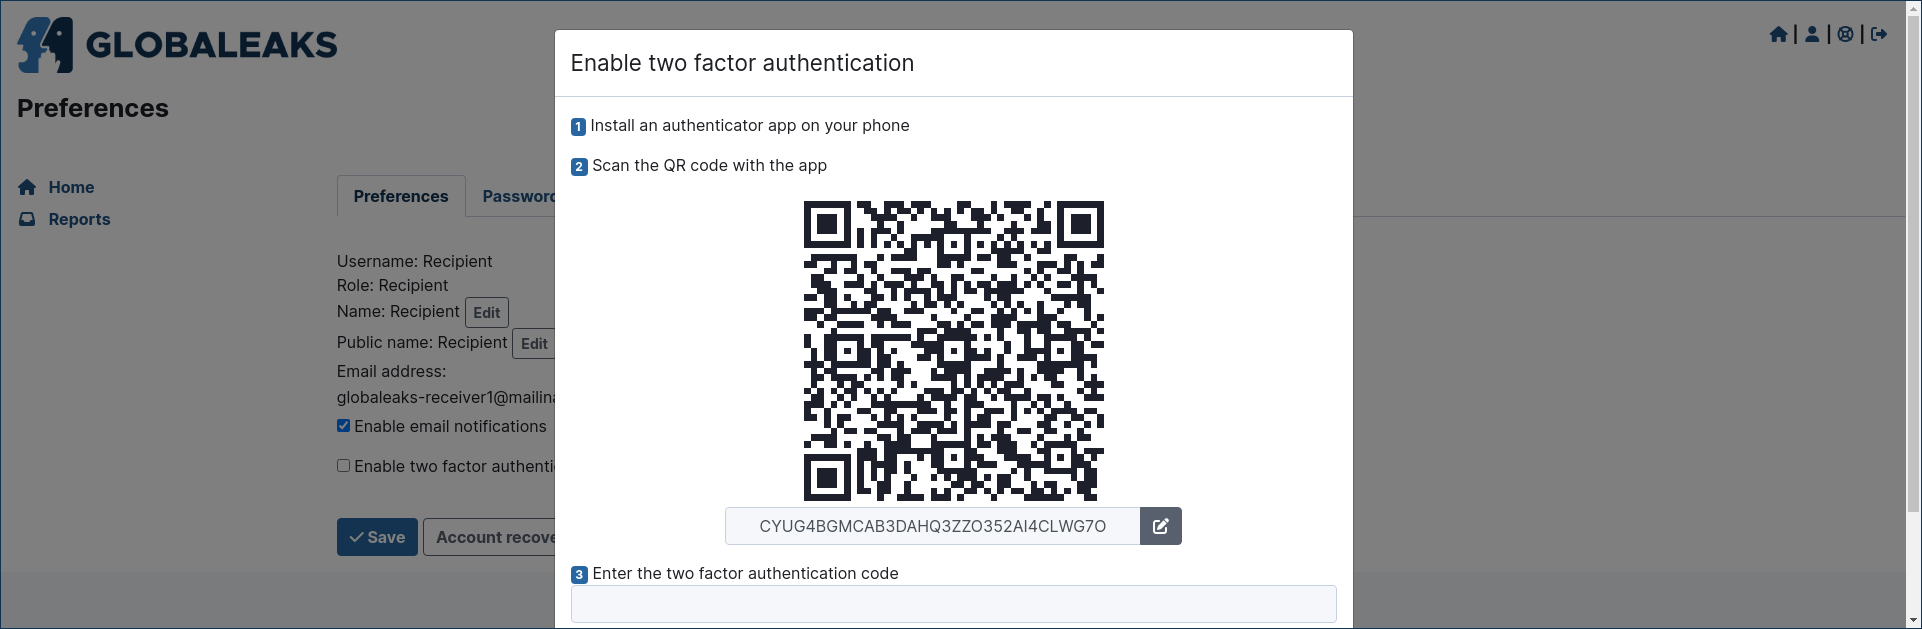 GLOBALEAKS
Preferences
Home
Reports
Preferences
Password
Username: Recipient
Role: Recipient
Name: Recipient Edit
Public name: Recipient Edit
Email address:
globaleaks-receiver1@mailina
Enable email notifications
Enable two factor authenti
Save
Account recove
Enable two factor authentication
1 Install an authenticator app on your phone
2 Scan the QR code with the app
CYUG4BGMCAB3DAHQ3ZZO352AI4CLWG7O
3 Enter the two factor authentication code